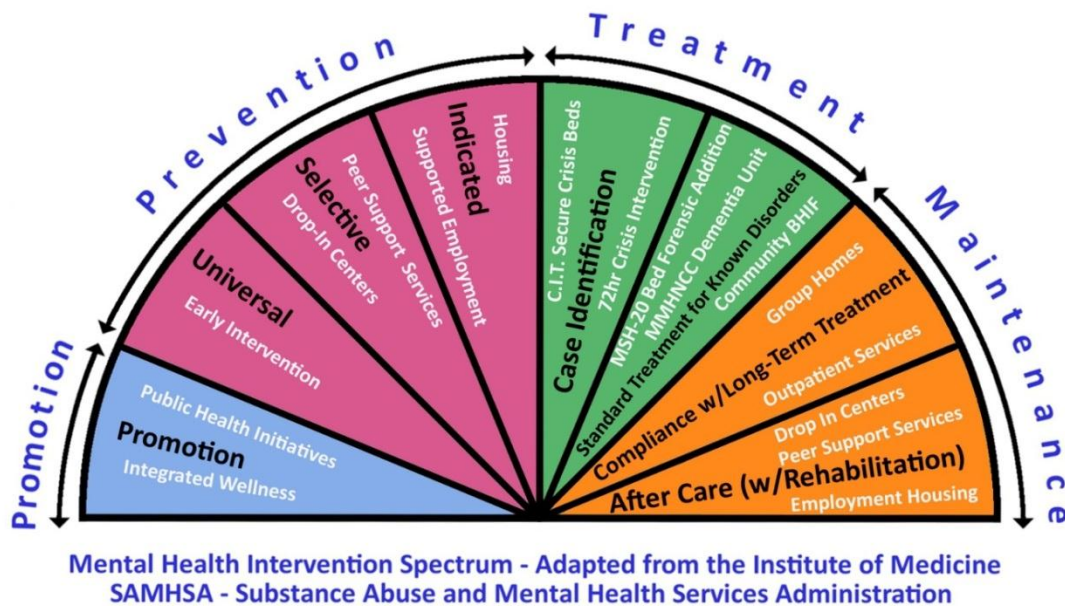 Promotion
Prevention
Treatment
Maintenance
Public Health Initiatives
Promotion
Integrated Wellness
Universal
Early Intervention
Peer Support Services
Selective
Drop-In Centers
Housing
Indicated
Supported Employment
C.I.T. Secure Crisis Beds
Case Identification
72hr Crisis Intervention
MSH-20 Bed Forensic Addition
MMHNCC Dementia Unit
Standard Treatment for Known Disorders
Community BHIF
Group Homes
Compliance w/Long-Term Treatment
Outpatient Services
Drop In Centers
Peer Support Services
After Care (w/Rehabilitation)
Employment Housing
Mental Health Intervention Spectrum - Adapted from the Institute of Medicine
SAMHSA - Substance Abuse and Mental Health Services Administration